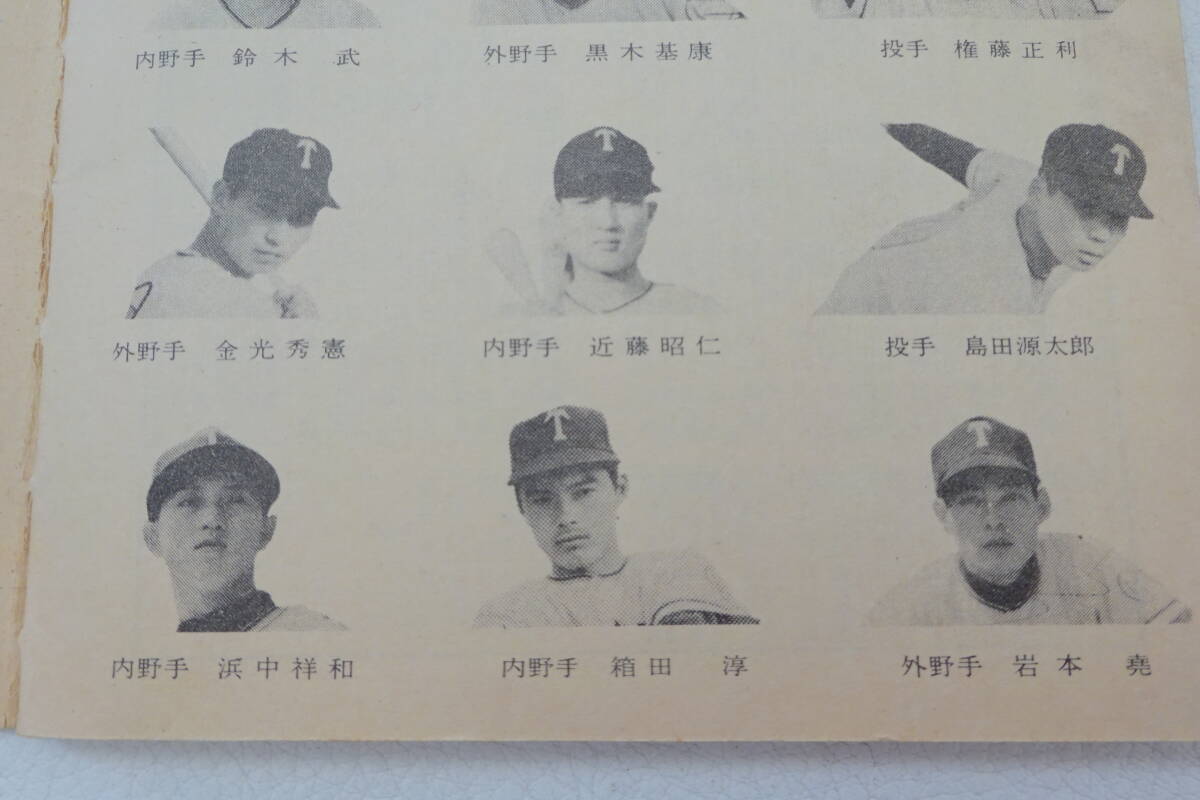 内野手 鈴木 武
外野手 黒木基康
投手 権藤正利
T
T
T
外野手 金光秀憲
内野手 近藤昭仁
投手 島田源太郎
T
T
T
内野手 浜中祥和
内野手 箱田 淳
外野手 岩本 堯